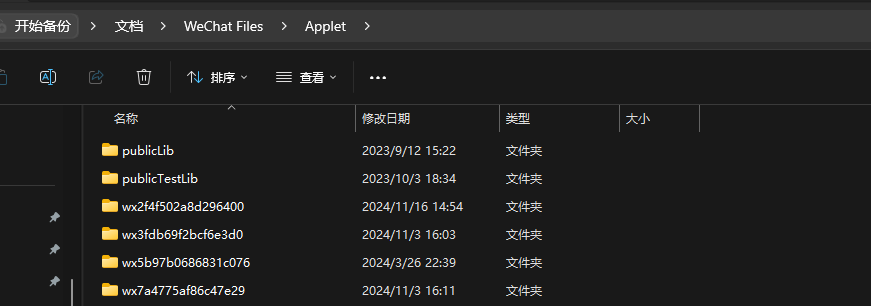 开始备份 > 文档 > WeChat Files > Applet >
排序 查看 •••
名称 修改日期 类型 大小
publicLib 2023/9/12 15:22 文件夹
publicTestLib 2023/10/3 18:34 文件夹
wx2f4f502a8d296400 2024/11/16 14:54 文件夹
wx3fdb69f2bcf6e3d0 2024/11/3 16:03 文件夹
wx5b97b0686831c076 2024/3/26 22:39 文件夹
wx7a4775af86c47e29 2024/11/3 16:11 文件夹